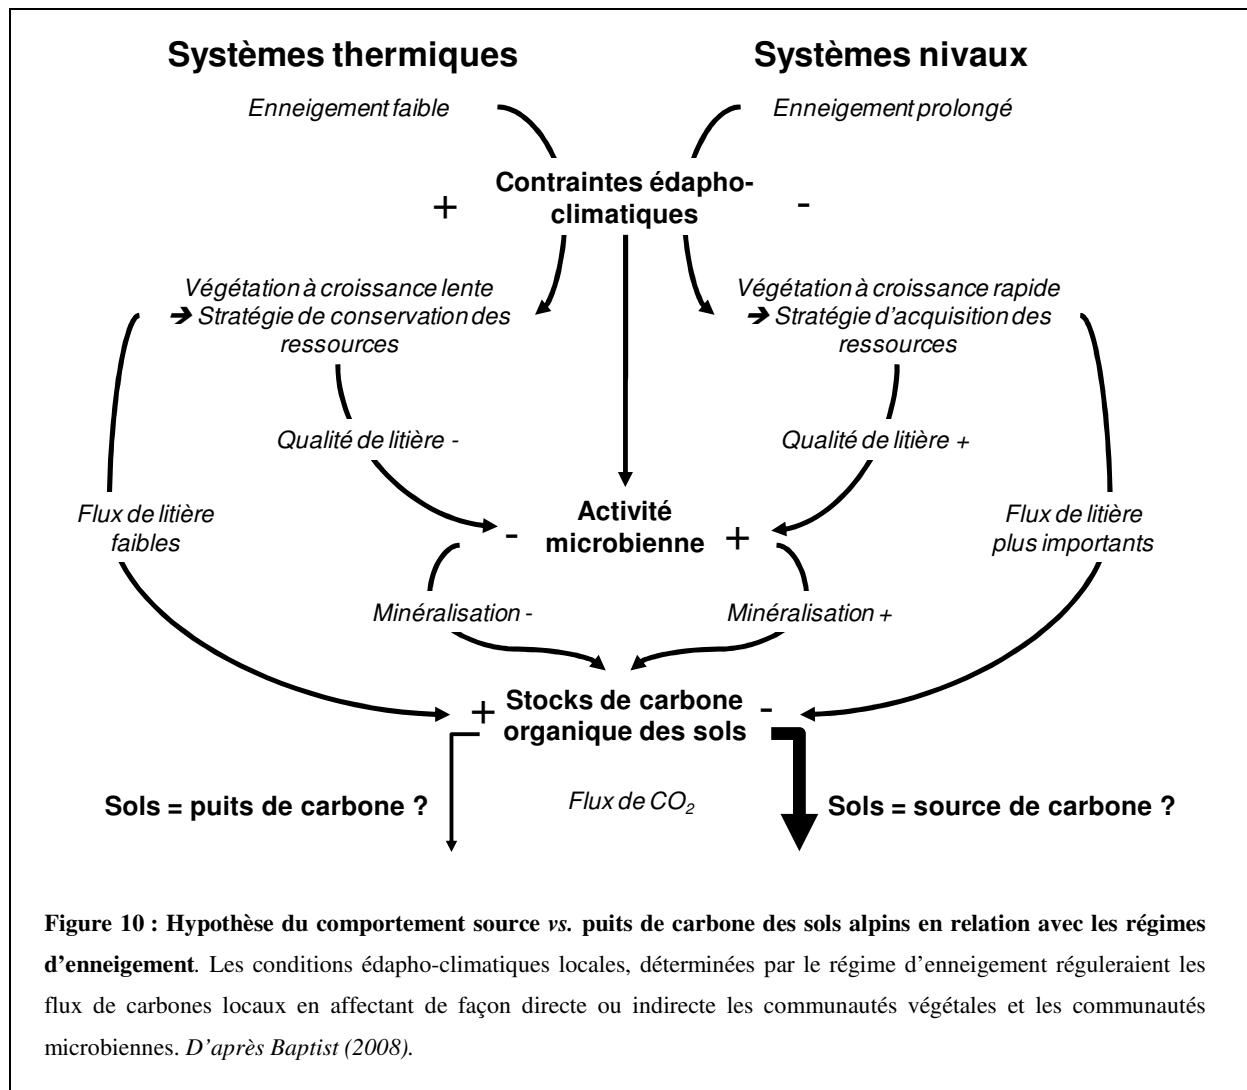 Systèmes thermiques
Systèmes nivaux
Enneigement faible
Enneigement prolongé
Contraintes édapho-
climatiques
+
-
Végétation à croissance lente
➔ Stratégie de conservation des
ressources
Végétation à croissance rapide
➔ Stratégie d'acquisition des
ressources
Qualité de litière -
Qualité de litière +
Flux de litière
faibles
- Activité
microbienne +
Flux de litière
plus importants
Minéralisation -
Minéralisation +
+ Stocks de carbone -
organique des sols
Sols = puits de carbone ?
Flux de CO2
Sols = source de carbone ?
Figure 10 : Hypothèse du comportement source vs. puits de carbone des sols alpins en relation avec les régimes
d'enneigement. Les conditions édapho-climatiques locales, déterminées par le régime d'enneigement réguleraient les
flux de carbones locaux en affectant de façon directe ou indirecte les communautés végétales et les communautés
microbiennes. D'après Baptist (2008).